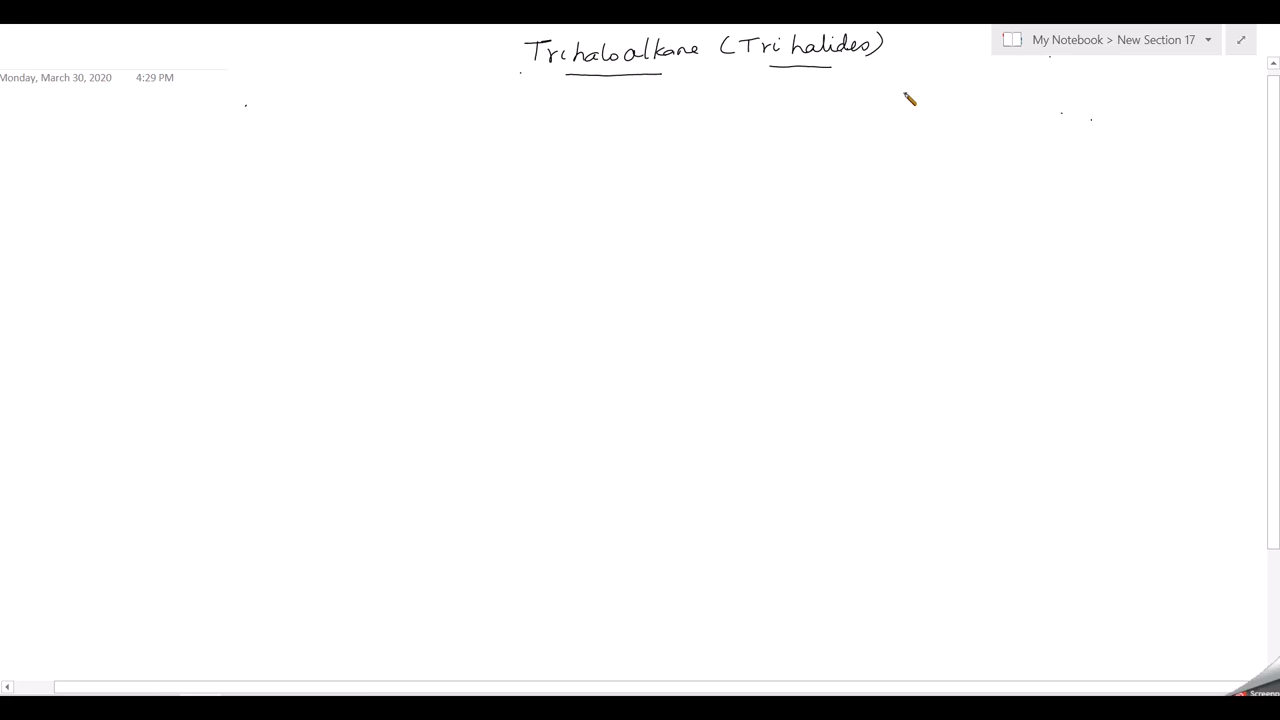 Trihaloalkane (Trihalides)
My Notebook > New Section 17
Monday, March 30, 2020 4:29 PM